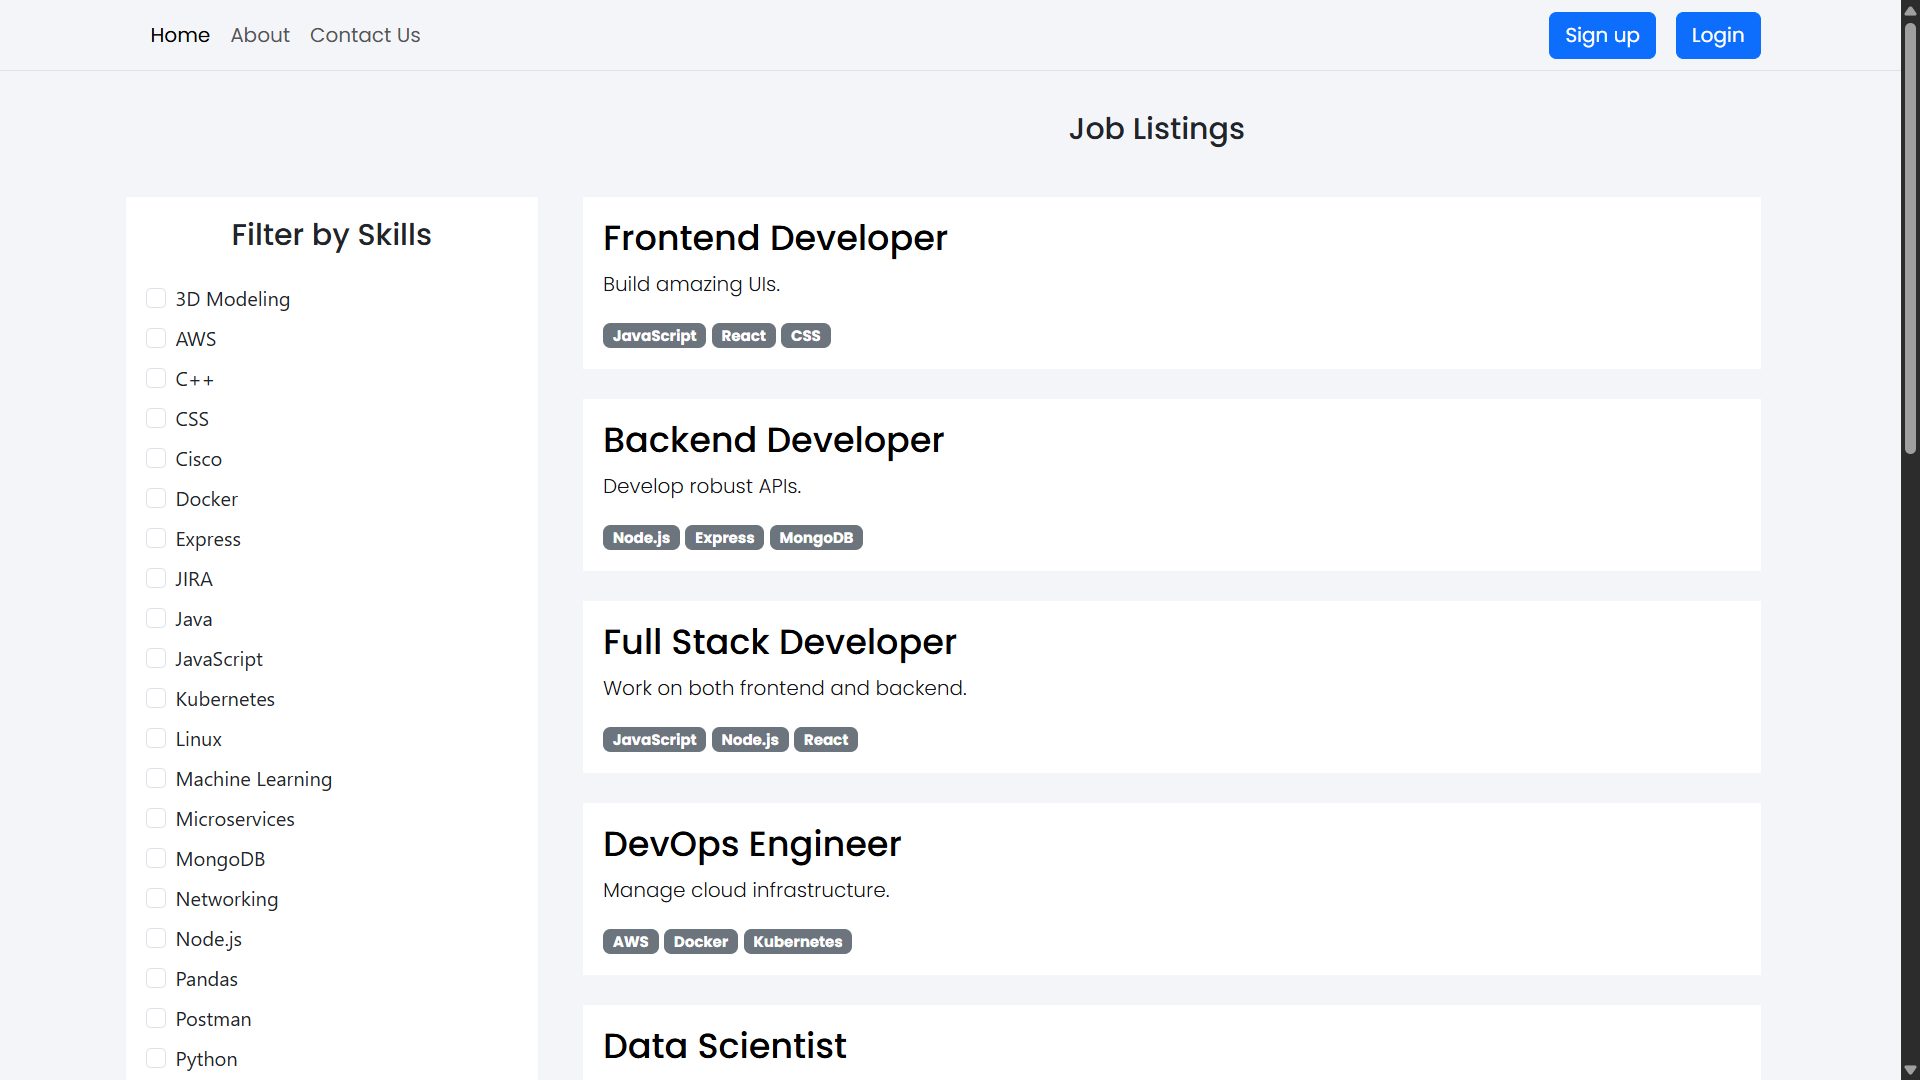 Home About Contact Us Sign up Login
Job Listings
Filter by Skills
3D Modeling
AWS
C++
CSS
Cisco
Docker
Express
JIRA
Java
JavaScript
Kubernetes
Linux
Machine Learning
Microservices
MongoDB
Networking
Node.js
Pandas
Postman
Python
Frontend Developer
Build amazing UIs.
JavaScript React CSS
Backend Developer
Develop robust APIs.
Node.js Express MongoDB
Full Stack Developer
Work on both frontend and backend.
JavaScript Node.js React
DevOps Engineer
Manage cloud infrastructure.
AWS Docker Kubernetes
Data Scientist